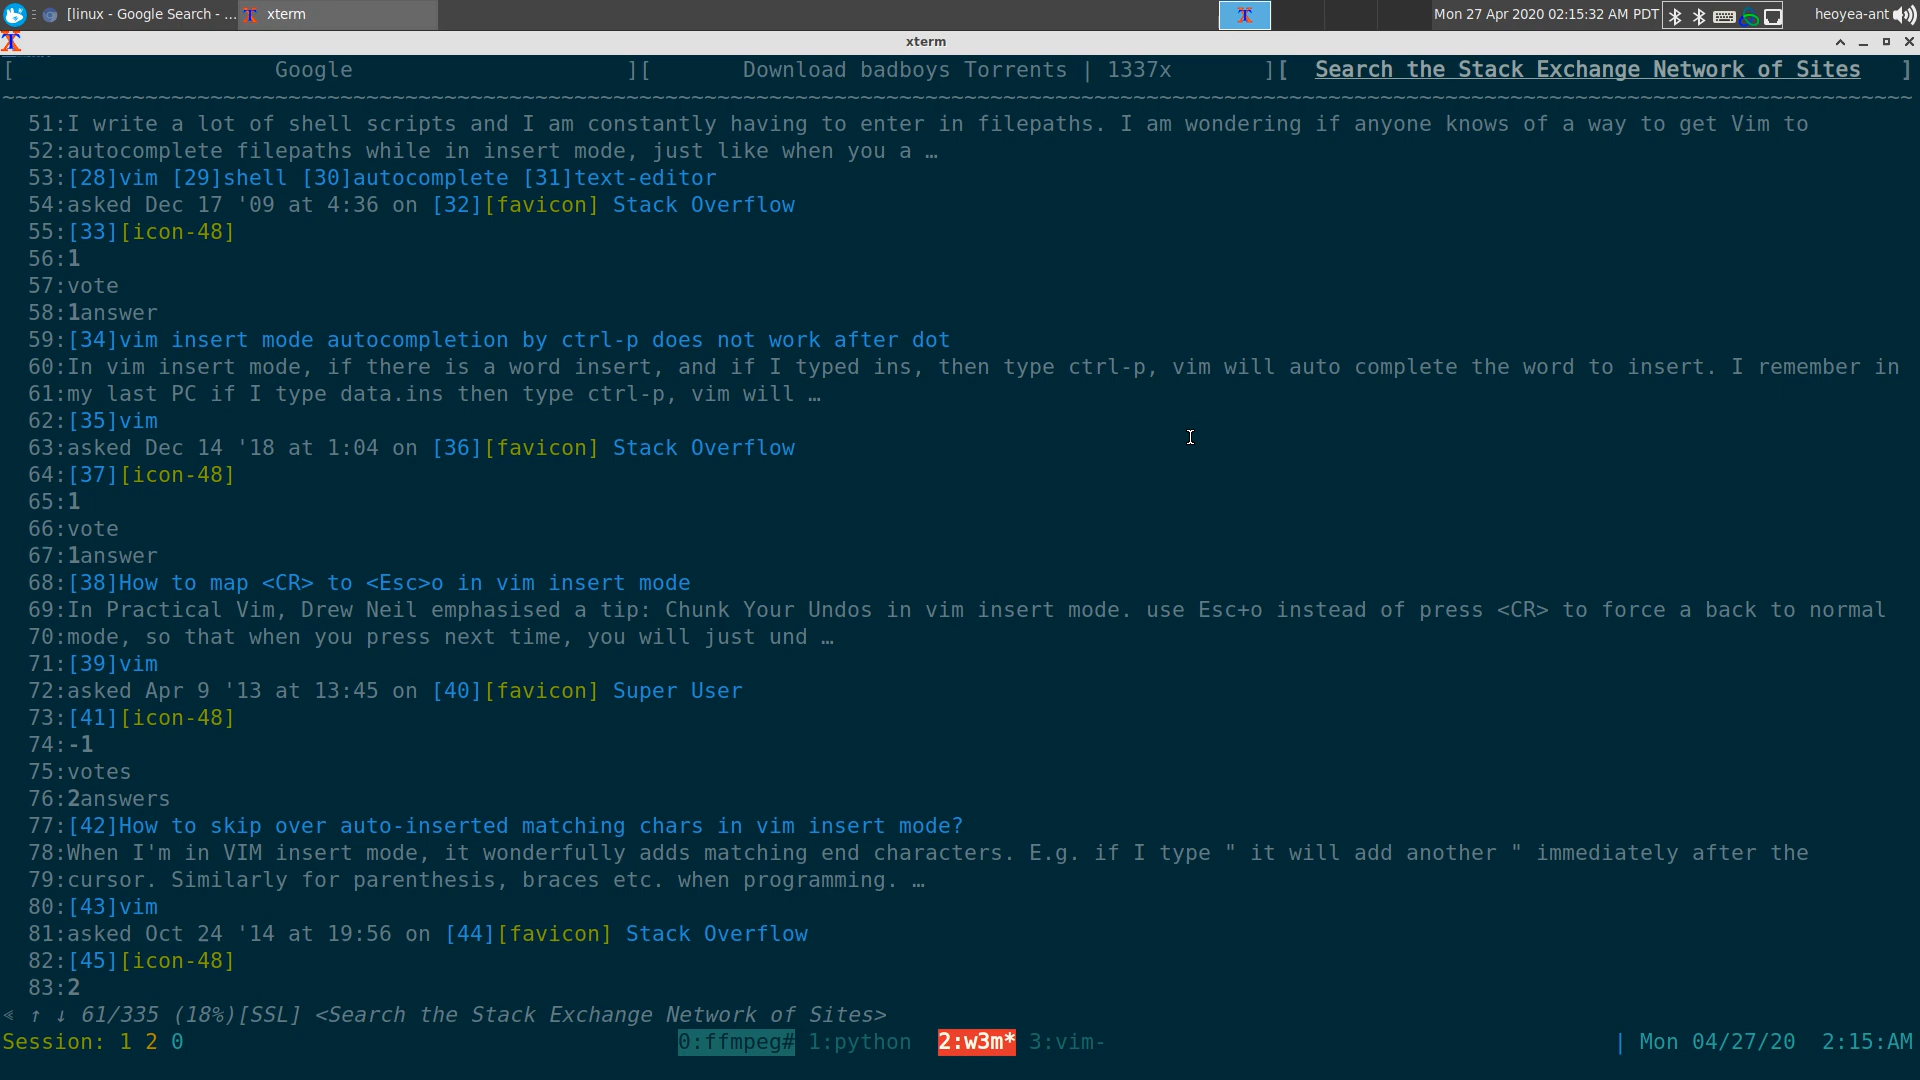 [linux - Google Search - ... xterm Mon 27 Apr 2020 02:15:32 AM PDT heoyea-ant
xterm
[ Google ][ Download badboys Torrents | 1337x ][ Search the Stack Exchange Network of Sites ]
51:I write a lot of shell scripts and I am constantly having to enter in filepaths. I am wondering if anyone knows of a way to get Vim to
52:autocomplete filepaths while in insert mode, just like when you a …
53:[28]vim [29]shell [30]autocomplete [31]text-editor
54:asked Dec 17 '09 at 4:36 on [32][favicon] Stack Overflow
55:[33][icon-48]
56:1
57:vote
58:1answer
59:[34]vim insert mode autocompletion by ctrl-p does not work after dot
60:In vim insert mode, if there is a word insert, and if I typed ins, then type ctrl-p, vim will auto complete the word to insert. I remember in
61:my last PC if I type data.ins then type ctrl-p, vim will …
62:[35]vim
63:asked Dec 14 '18 at 1:04 on [36][favicon] Stack Overflow
64:[37][icon-48]
65:1
66:vote
67:1answer
68:[38]How to map <CR> to <Esc>o in vim insert mode
69:In Practical Vim, Drew Neil emphasised a tip: Chunk Your Undos in vim insert mode. use Esc+o instead of press <CR> to force a back to normal
70:mode, so that when you press next time, you will just und …
71:[39]vim
72:asked Apr 9 '13 at 13:45 on [40][favicon] Super User
73:[41][icon-48]
74:-1
75:votes
76:2answers
77:[42]How to skip over auto-inserted matching chars in vim insert mode?
78:When I'm in VIM insert mode, it wonderfully adds matching end characters. E.g. if I type " it will add another " immediately after the
79:cursor. Similarly for parenthesis, braces etc. when programming. …
80:[43]vim
81:asked Oct 24 '14 at 19:56 on [44][favicon] Stack Overflow
82:[45][icon-48]
83:2
⪡ ↑ ↓ 61/335 (18%)[SSL] <Search the Stack Exchange Network of Sites>
Session: 1 2 0 0:ffmpeg# 1:python 2:w3m* 3:vim- | Mon 04/27/20 2:15:AM